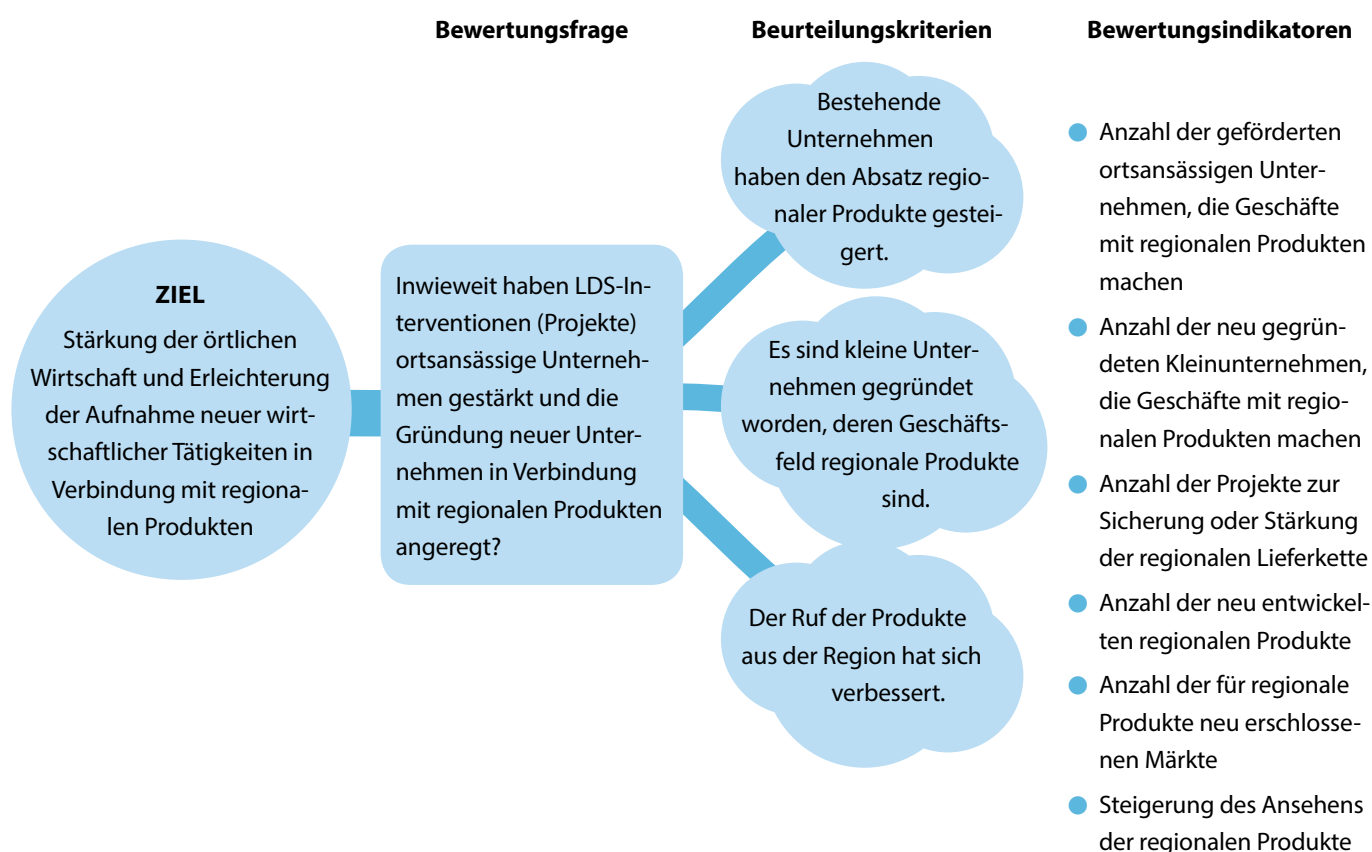 Bewertungsfrage
Beurteilungskriterien
Bewertungsindikatoren
ZIEL
Stärkung der örtlichen
Wirtschaft und Erleichterung
der Aufnahme neuer wirt-
schaftlicher Tätigkeiten in
Verbindung mit regiona-
len Produkten
Inwieweit haben LDS-In-
terventionen (Projekte)
ortsansässige Unterneh-
men gestärkt und die
Gründung neuer Unter-
nehmen in Verbindung
mit regionalen Produkten
angeregt?
Bestehende
Unternehmen
haben den Absatz regio-
naler Produkte gestei-
gert.
Es sind kleine Unter-
nehmen gegründet
worden, deren Geschäfts-
feld regionale Produkte
sind.
Der Ruf der Produkte
aus der Region hat sich
verbessert.
Anzahl der geförderten
ortsansässigen Unter-
nehmen, die Geschäfte
mit regionalen Produkten
machen
Anzahl der neu gegrün-
deten Kleinunternehmen,
die Geschäfte mit regio-
nalen Produkten machen
Anzahl der Projekte zur
Sicherung oder Stärkung
der regionalen Lieferkette
Anzahl der neu entwickel-
ten regionalen Produkte
Anzahl der für regionale
Produkte neu erschlosse-
nen Märkte
Steigerung des Ansehens
der regionalen Produkte